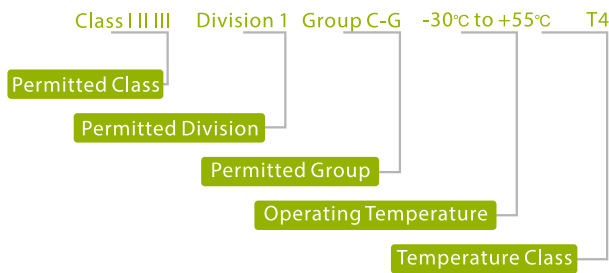 Class I II III Division 1 Group C-G -30℃ to +55℃ T4
Permitted Class
Permitted Division
Permitted Group
Operating Temperature
Temperature Class